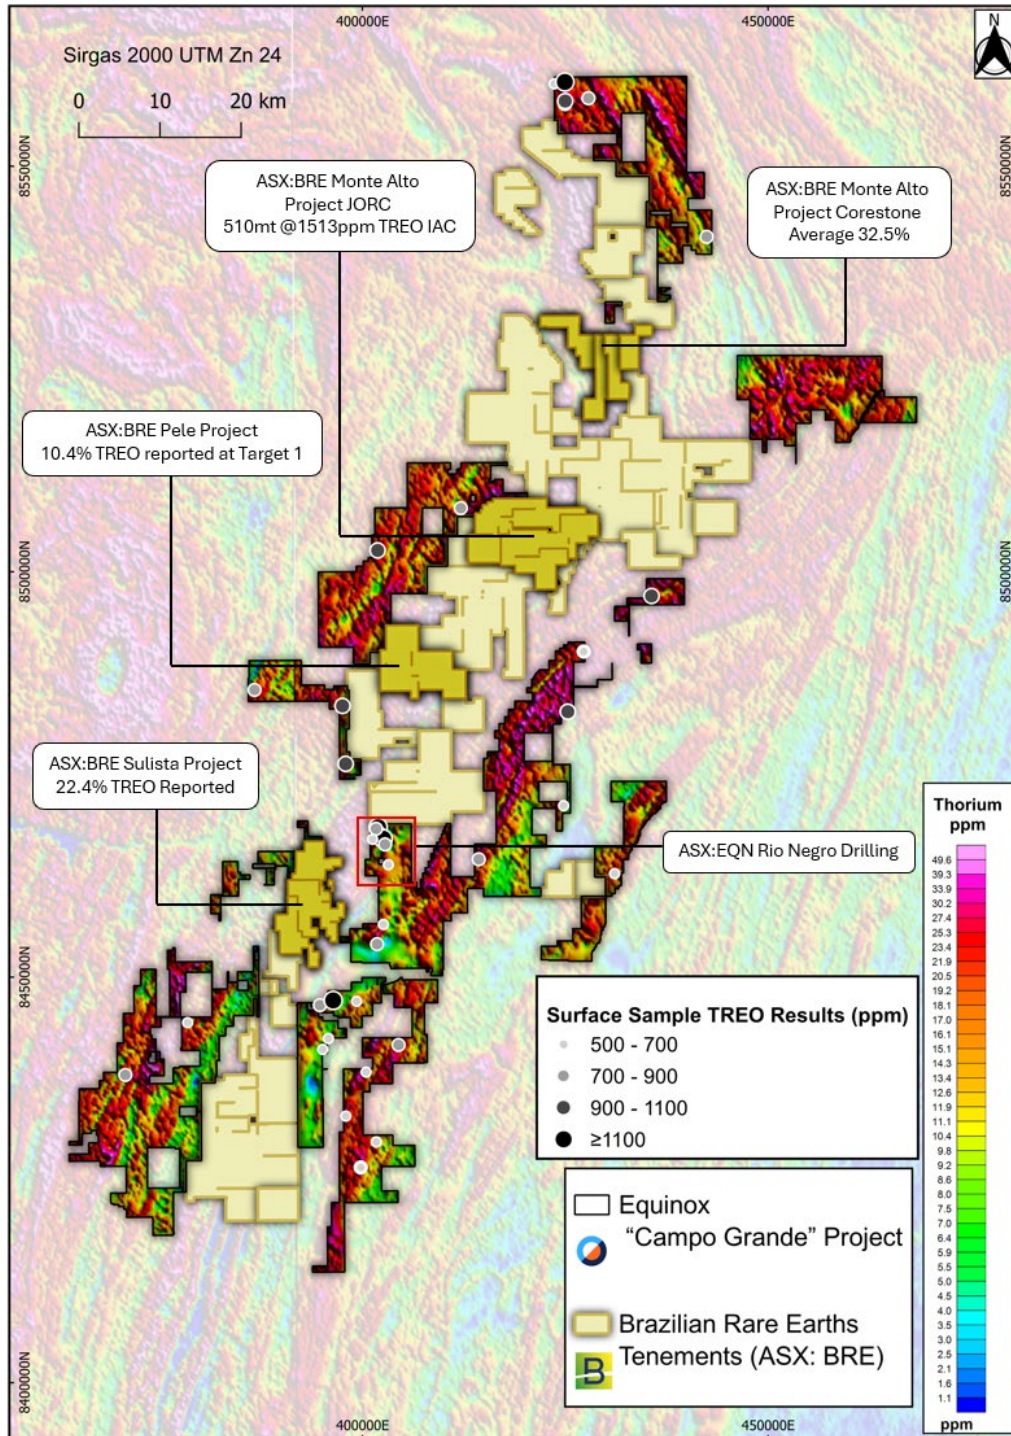 400000E
450000E
N
Sirgas 2000 UTM Zn 24
0 10 20 km
8550000N
8550000N
ASX:BRE Monte Alto
Project JORC
510mt @1513ppm TREO IAC
ASX:BRE Monte Alto
Project Corestone
Average 32.5%
ASX:BRE Pele Project
10.4% TREO reported at Target 1
8500000N
8500000N
ASX:BRE Sulista Project
22.4% TREO Reported
ASX:EQN Rio Negro Drilling
8450000N
Surface Sample TREO Results (ppm)
500 - 700
700 - 900
900 - 1100
≥1100
Equinox
“Campo Grande” Project
Brazilian Rare Earths
Tenements (ASX: BRE)
B
Thorium
ppm
49.6
39.3
33.9
30.2
27.4
25.3
23.4
21.9
20.5
19.2
18.1
17.0
16.1
15.1
14.3
13.4
12.6
11.9
11.1
10.4
9.8
9.2
8.6
8.0
7.5
7.0
6.4
5.9
5.5
5.0
4.5
4.0
3.5
3.0
2.5
2.1
1.6
1.1
ppm
8400000N
400000E
450000E